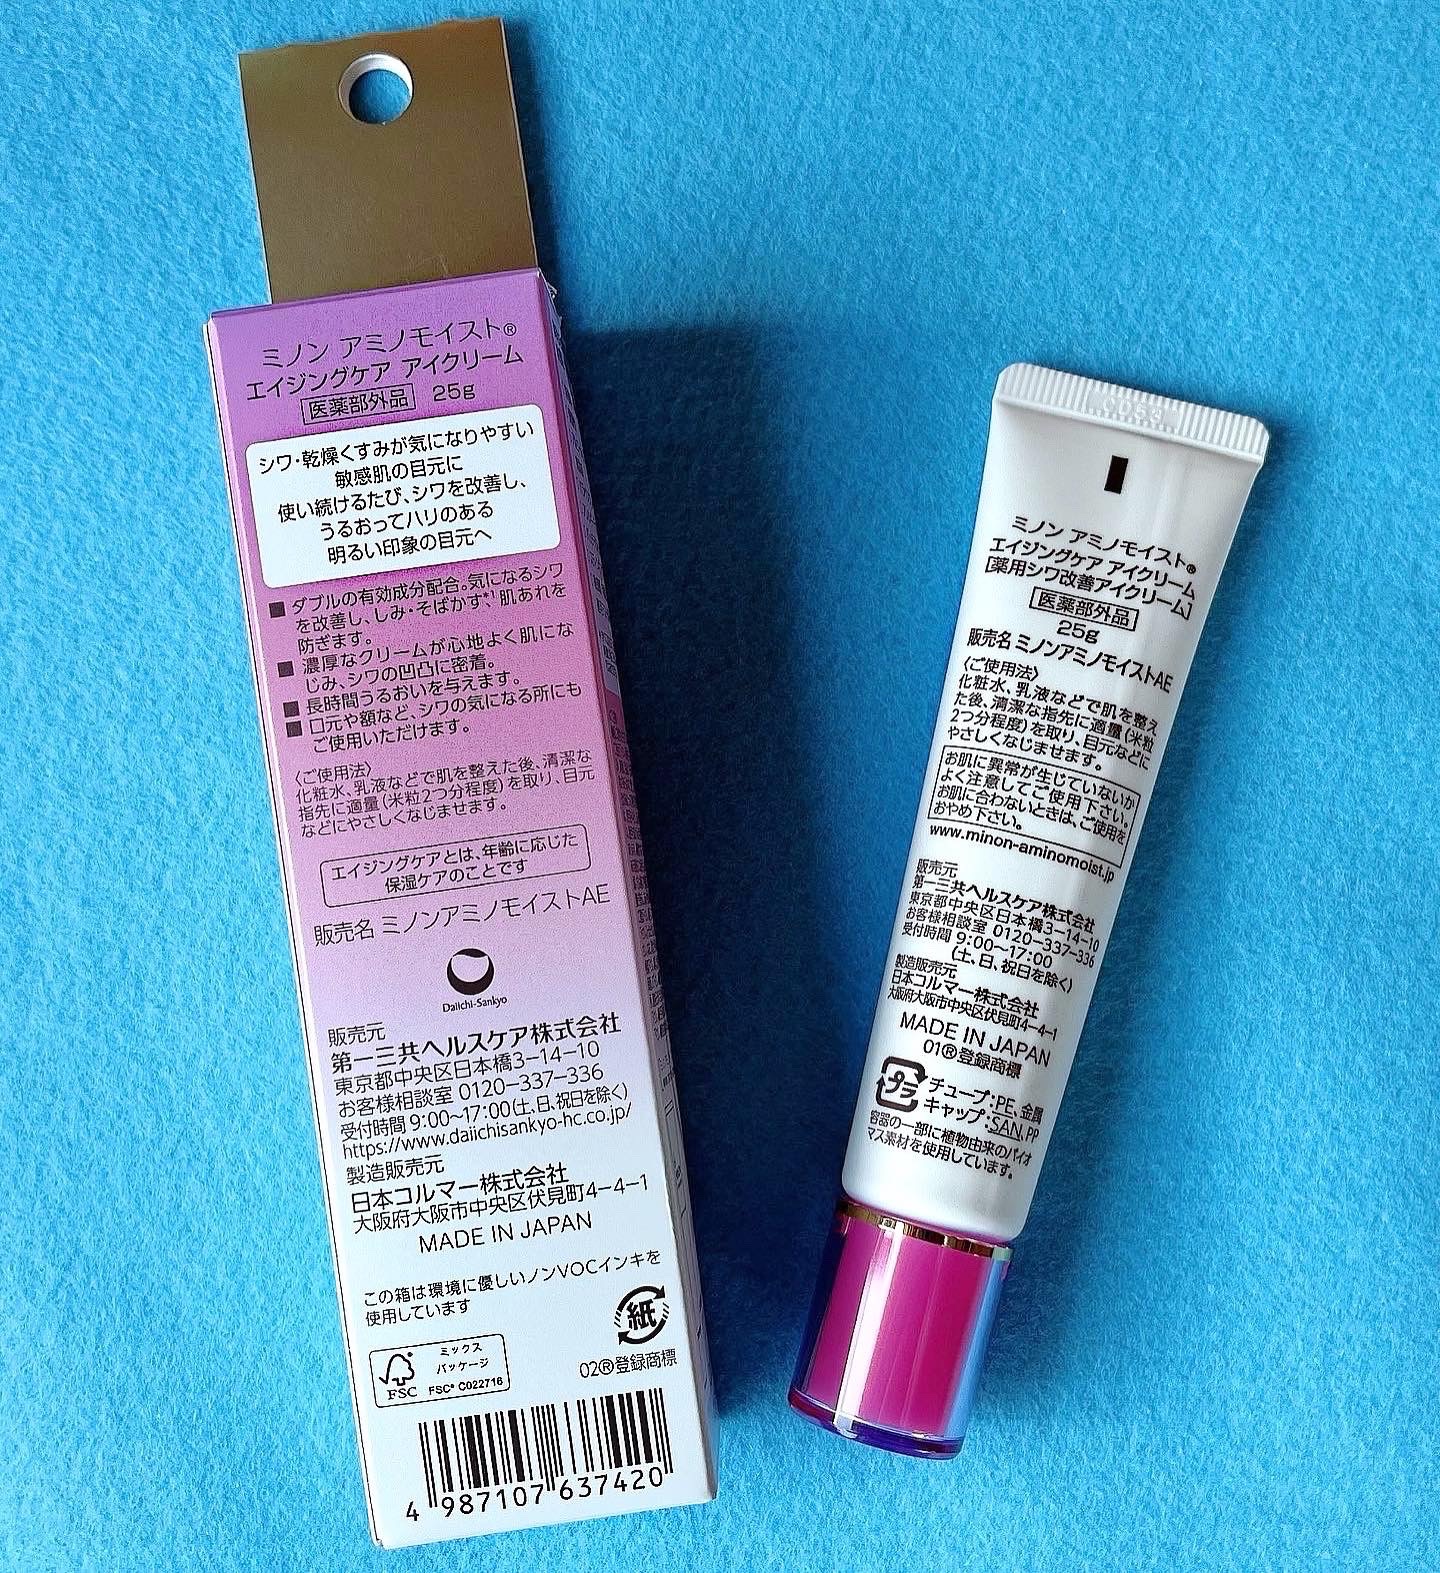 ミノン アミノモイスト®
エイジングケア アイクリーム
医薬部外品 25g
シワ・乾燥くすみが気になりやすい
敏感肌の目元に
使い続けるたび、シワを改善し、
うるおってハリのある
明るい印象の目元へ
■ ダブルの有効成分配合。気になるシワ
を改善し、しみ・そばかす*1、肌あれを
防ぎます。
■ 濃厚なクリームが心地よく肌にな
じみ、シワの凹凸に密着。
■ 長時間うるおいを与えます。
■ 口元や額など、シワの気になる所にも
ご使用いただけます。
〈ご使用法〉
化粧水、乳液などで肌を整えた後、清潔な
指先に適量(米粒2つ分程度)を取り、目元
などにやさしくなじませます。
エイジングケアとは、年齢に応じた
保湿ケアのことです
販売名 ミノンアミノモイストAE
Daiichi-Sankyo
販売元
第一三共ヘルスケア株式会社
東京都中央区日本橋3-14-10
お客様相談室 0120-337-336
受付時間 9:00~17:00(土、日、祝日を除く)
https://www.daiichisankyo-hc.co.jp/
製造販売元
日本コルマー株式会社
大阪府大阪市中央区伏見町4-4-1
MADE IN JAPAN
この箱は環境に優しいノンVOCインキを
使用しています
紙
FSC
ミックス
パッケージ
FSC® C022716
02®登録商標
4 987107 637420
ミノン アミノモイスト®
エイジングケア アイクリーム
[薬用シワ改善アイクリーム]
医薬部外品
25g
販売名 ミノンアミノモイストAE
〈ご使用法〉
化粧水、乳液などで肌を整え
た後、清潔な指先に適量(米粒
2つ分程度)を取り、目元などに
やさしくなじませます。
お肌に異常が生じていないか
よく注意してご使用下さい。
お肌に合わないときは、ご使用を
おやめ下さい。
www.minon-aminomoist.jp
販売元
第一三共ヘルスケア株式会社
東京都中央区日本橋3-14-10
お客様相談室 0120-337-336
受付時間 9:00~17:00
(土、日、祝日を除く)
製造販売元
日本コルマー株式会社
大阪府大阪市中央区伏見町4-4-1
MADE IN JAPAN
01®登録商標
プラ
チューブ:PE、金属
キャップ:SAN、PP
容器の一部に植物由来のバイオ
マス素材を使用しています。